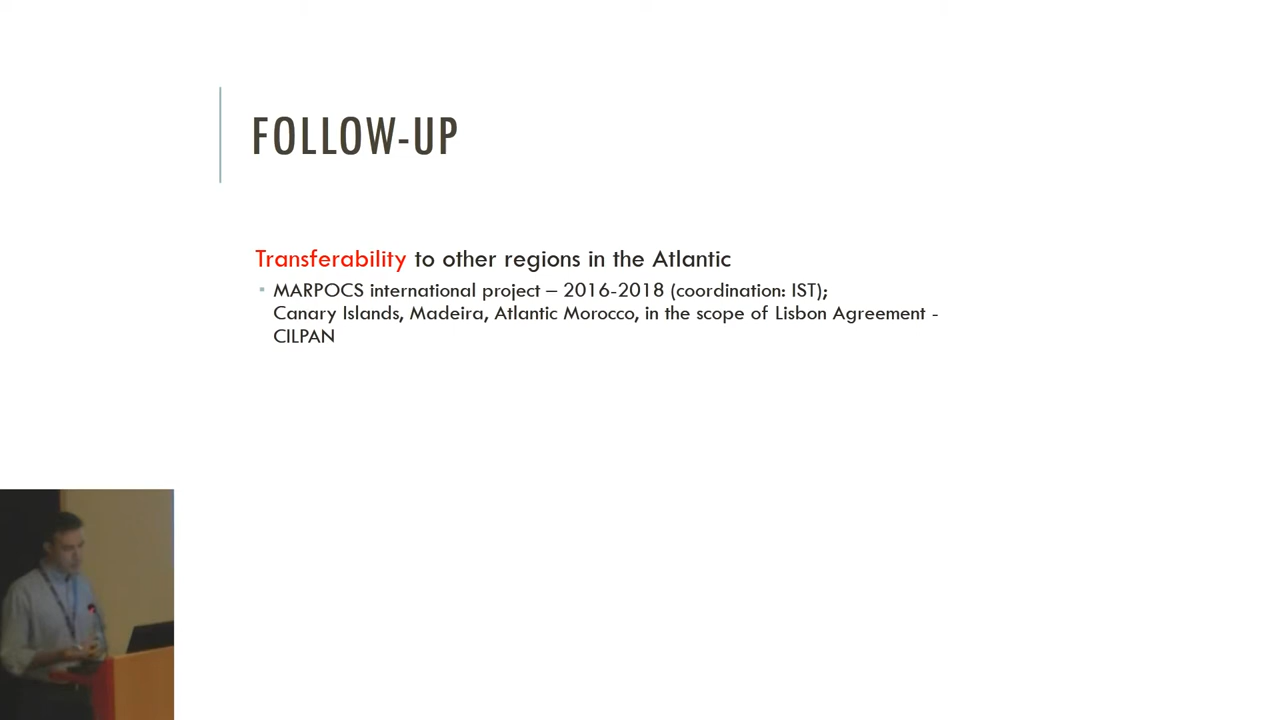 FOLLOW-UP
Transferability to other regions in the Atlantic
▪ MARPOCS international project – 2016-2018 (coordination: IST);
Canary Islands, Madeira, Atlantic Morocco, in the scope of Lisbon Agreement -
CILPAN